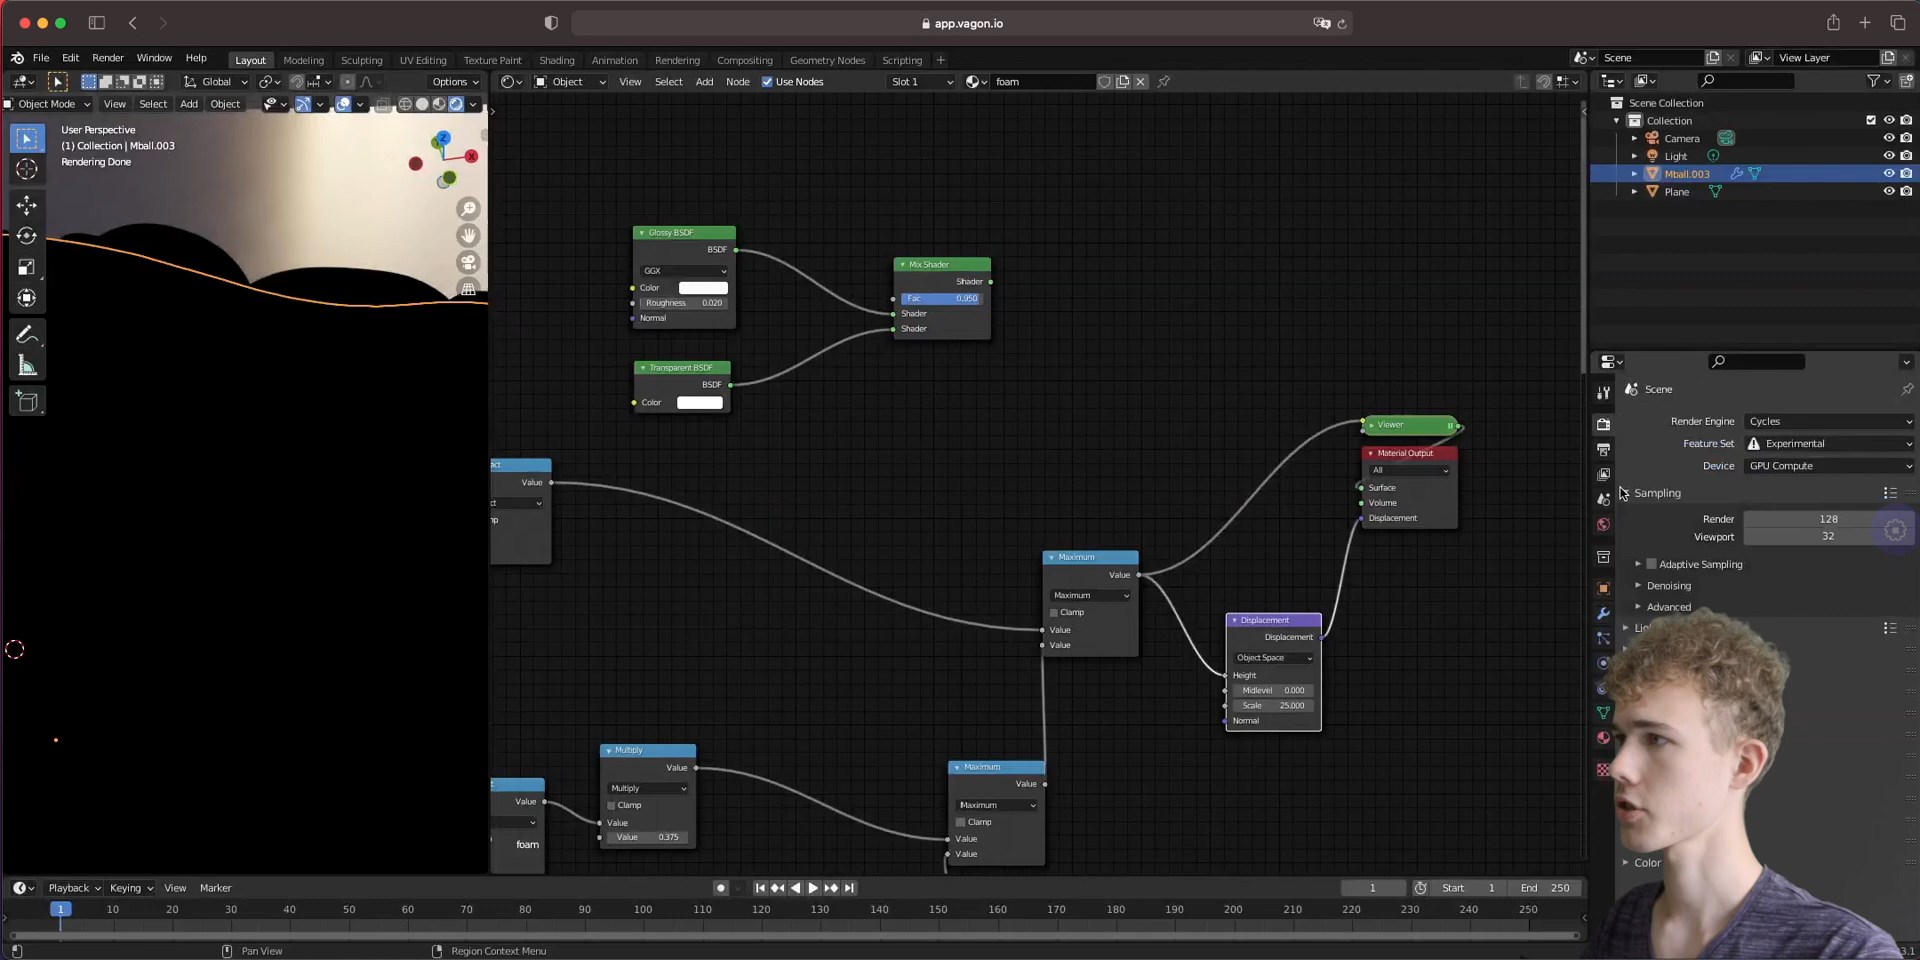 app.vagon.io
File Edit Render Window Help Layout Modeling Sculpting UV Editing Texture Paint Shading Animation Rendering Compositing Geometry Nodes Scripting Scene View Layer
Global Options Object View Select Add Node Use Nodes Slot 1 foam
Object Mode View Select Add Object
Scene Collection
Collection
Camera
Light
Mball.003
Plane
User Perspective
(1) Collection | Mball.003
Rendering Done
Z
X
Glossy BSDF
BSDF
GGX
Color
Roughness 0.020
Normal
Mix Shader
Shader
Fac 0.950
Shader
Shader
Transparent BSDF
BSDF
Color
Value
Viewer
Material Output
All
Surface
Volume
Displacement
Maximum
Value
Maximum
Clamp
Value
Value
Displacement
Displacement
Object Space
Height
Midlevel 0.000
Scale 25.000
Normal
Multiply
Value
Multiply
Clamp
Value
Value 0.375
Value
foam
Maximum
Value
Maximum
Clamp
Value
Value
Scene
Render Engine Cycles
Feature Set Experimental
Device GPU Compute
Sampling
Render 128
Viewport 32
Adaptive Sampling
Denoising
Advanced
Color
Playback Keying View Marker 1 Start 1 End 250
1 10 20 30 40 50 60 70 80 90 100 110 120 130 140 150 160 170 180 190 200 210 220 230 240 250
Pan View Region Context Menu